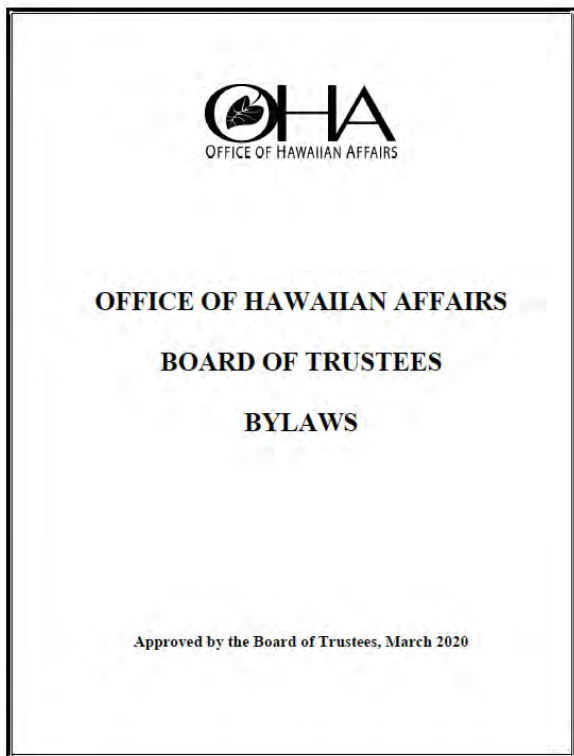 OHA
OFFICE OF HAWAIIAN AFFAIRS
OFFICE OF HAWAIIAN AFFAIRS
BOARD OF TRUSTEES
BYLAWS
Approved by the Board of Trustees, March 2020